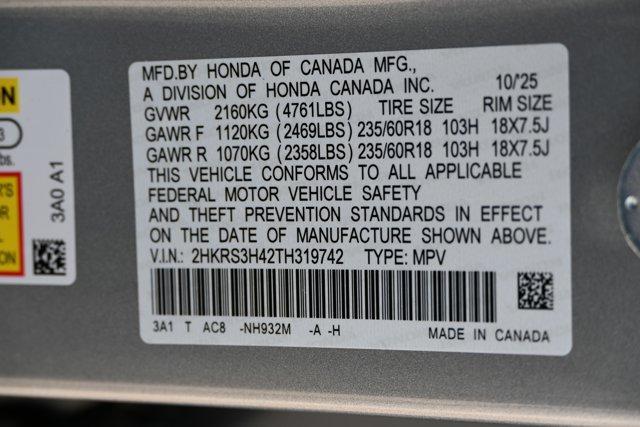 MFD.BY HONDA OF CANADA MFG.,
A DIVISION OF HONDA CANADA INC. 10/'25
GVWR 2160KG (4761LBS) TIRE SIZE RIM SIZE
GAWR F 1120KG (2469LBS) 235/60R18 103H 18X7.5J
GAWR R 1070KG (2358LBS) 235/60R18 103H 18X7.5J
THIS VEHICLE CONFORMS TO ALL APPLICABLE
FEDERAL MOTOR VEHICLE SAFETY
AND THEFT PREVENTION STANDARDS IN EFFECT
ON THE DATE OF MANUFACTURE SHOWN ABOVE.
V.I.N.: 2HKRS3H42TH319742 TYPE: MPV
3A1 T AC8 -NH932M -A -H MADE IN CANADA
3A0 A1